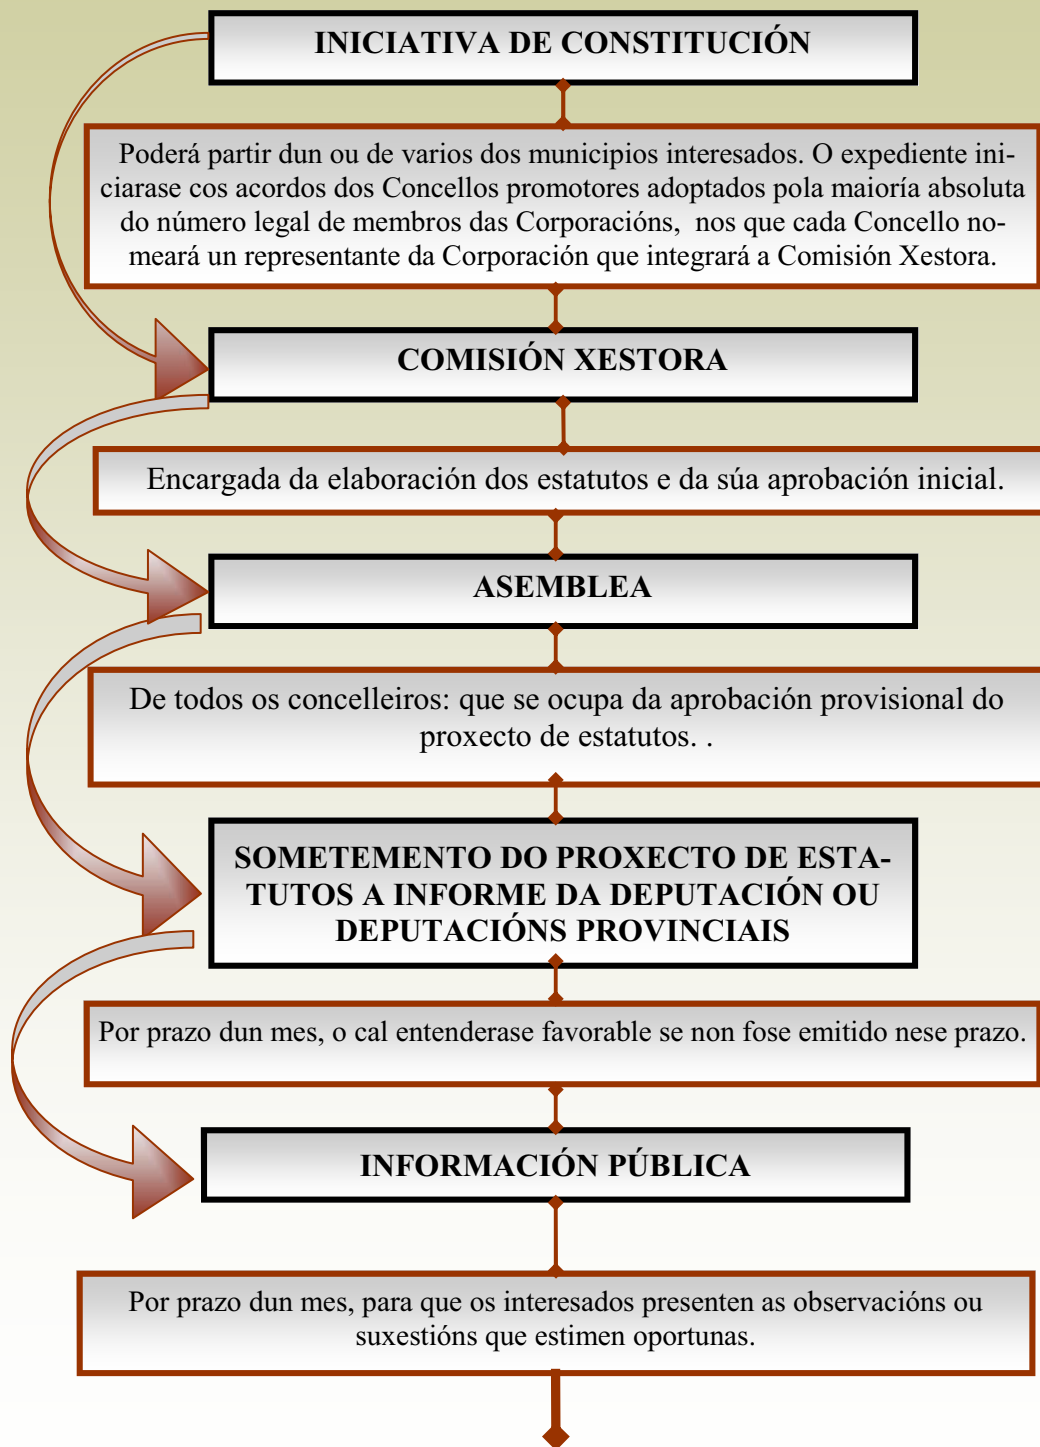 INICIATIVA DE CONSTITUCIÓN
Poderá partir dun ou de varios dos municipios interesados. O expediente ini-
ciarase cos acordos dos Concellos promotores adoptados pola maioría absoluta
do número legal de membros das Corporacións, nos que cada Concello no-
meará un representante da Corporación que integrará a Comisión Xestora.
COMISIÓN XESTORA
Encargada da elaboración dos estatutos e da súa aprobación inicial.
ASEMBLEA
De todos os concelleiros: que se ocupa da aprobación provisional do
proxecto de estatutos. .
SOMETEMENTO DO PROXECTO DE ESTA-
TUTOS A INFORME DA DEPUTACIÓN OU
DEPUTACIÓNS PROVINCIAIS
Por prazo dun mes, o cal entenderase favorable se non fose emitido nese prazo.
INFORMACIÓN PÚBLICA
Por prazo dun mes, para que os interesados presenten as observacións ou
suxestións que estimen oportunas.